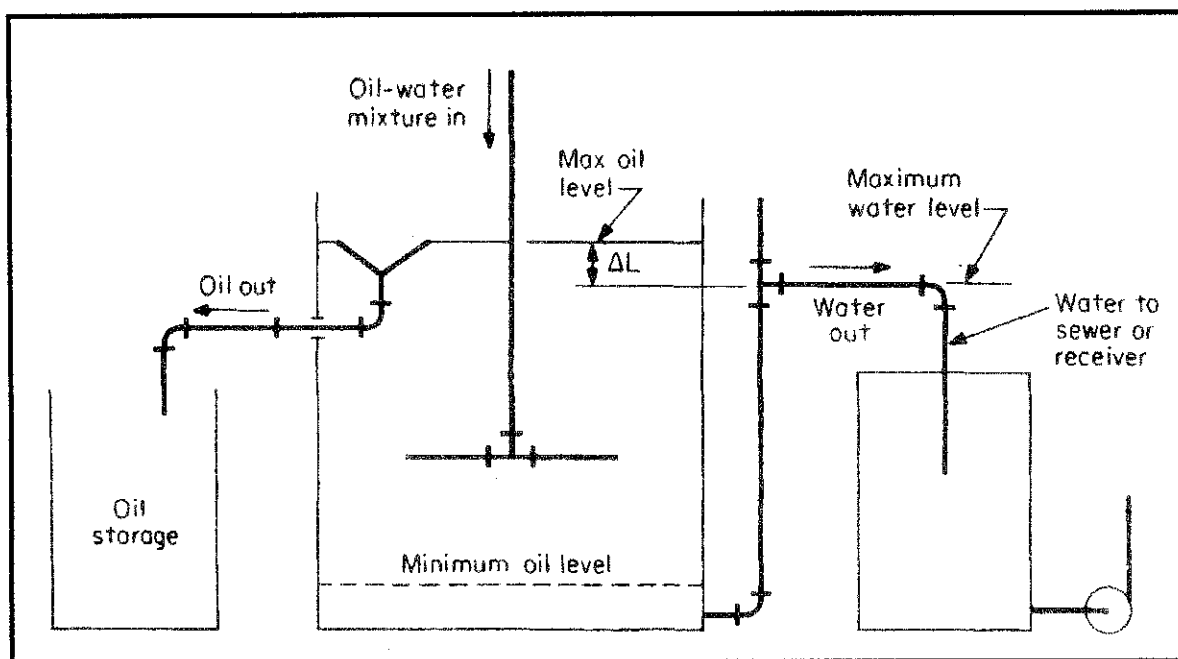 Oil-water
mixture in
Max oil
level
Maximum
water level
ΔL
Oil out
Water
out
Water to
sewer or
receiver
Oil
storage
Minimum oil level